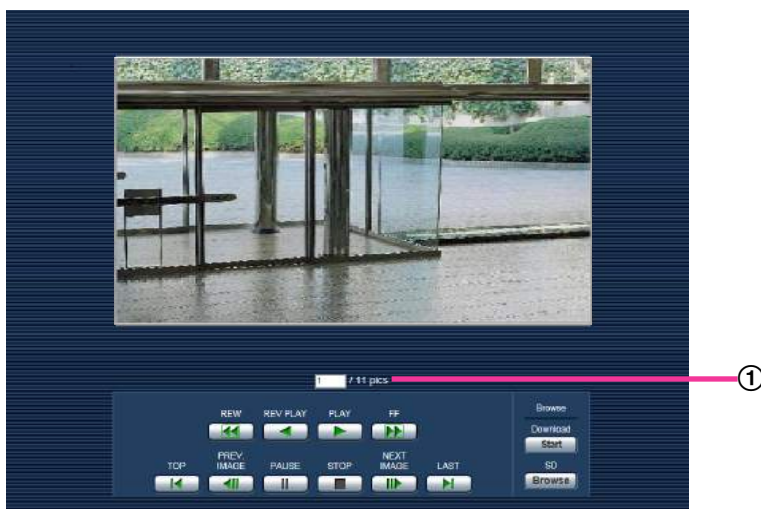 1 / 11 pics
①
REW REV PLAY PLAY FF
TOP PREV. IMAGE PAUSE STOP NEXT IMAGE LAST
Browse
Download
Start
SD
Browse